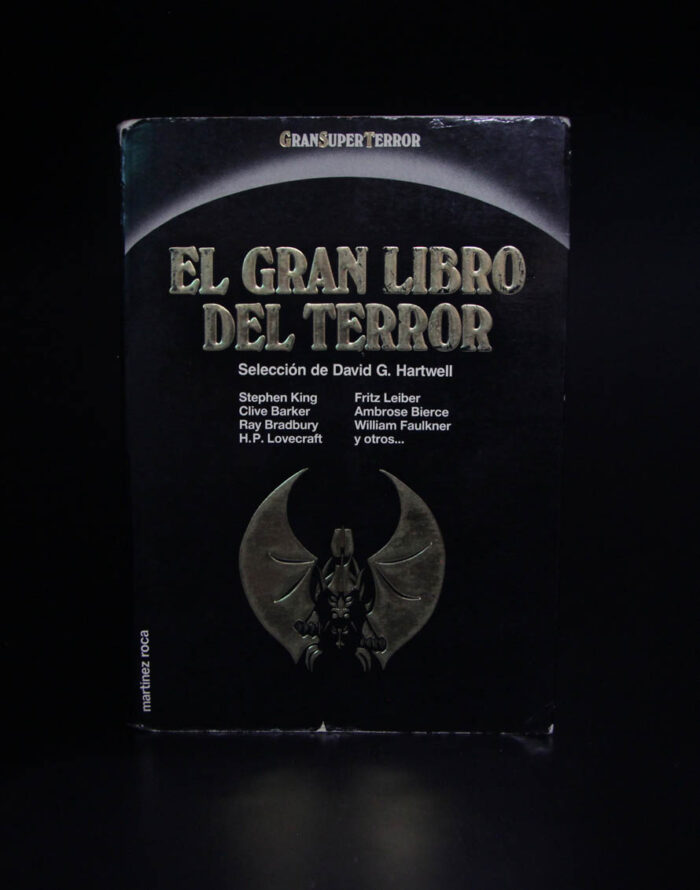 GRANSUPERTERROR
EL GRAN LIBRO
DEL TERROR
Selección de David G. Hartwell
Stephen King
Clive Barker
Ray Bradbury
H.P. Lovecraft
Fritz Leiber
Ambrose Bierce
William Faulkner
y otros...
martínez roca